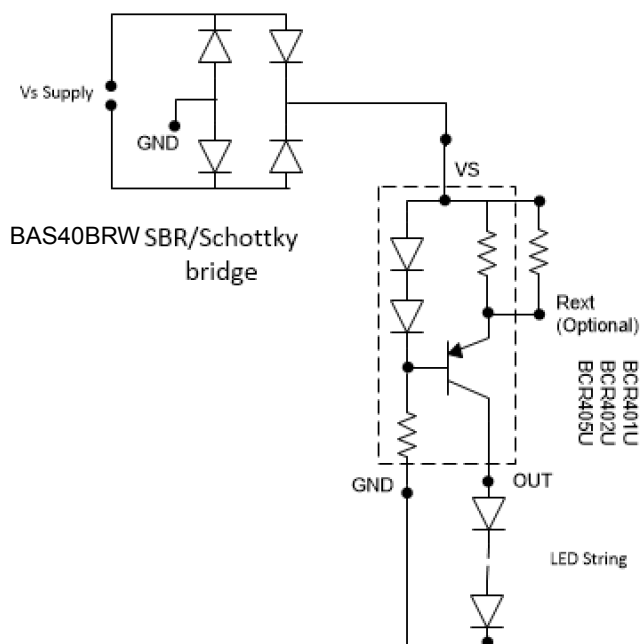 Vs Supply
GND
VS
BAS40BRW SBR/Schottky
bridge
Rext
(Optional)
BCR401U
BCR402U
BCR405U
GND
OUT
LED String